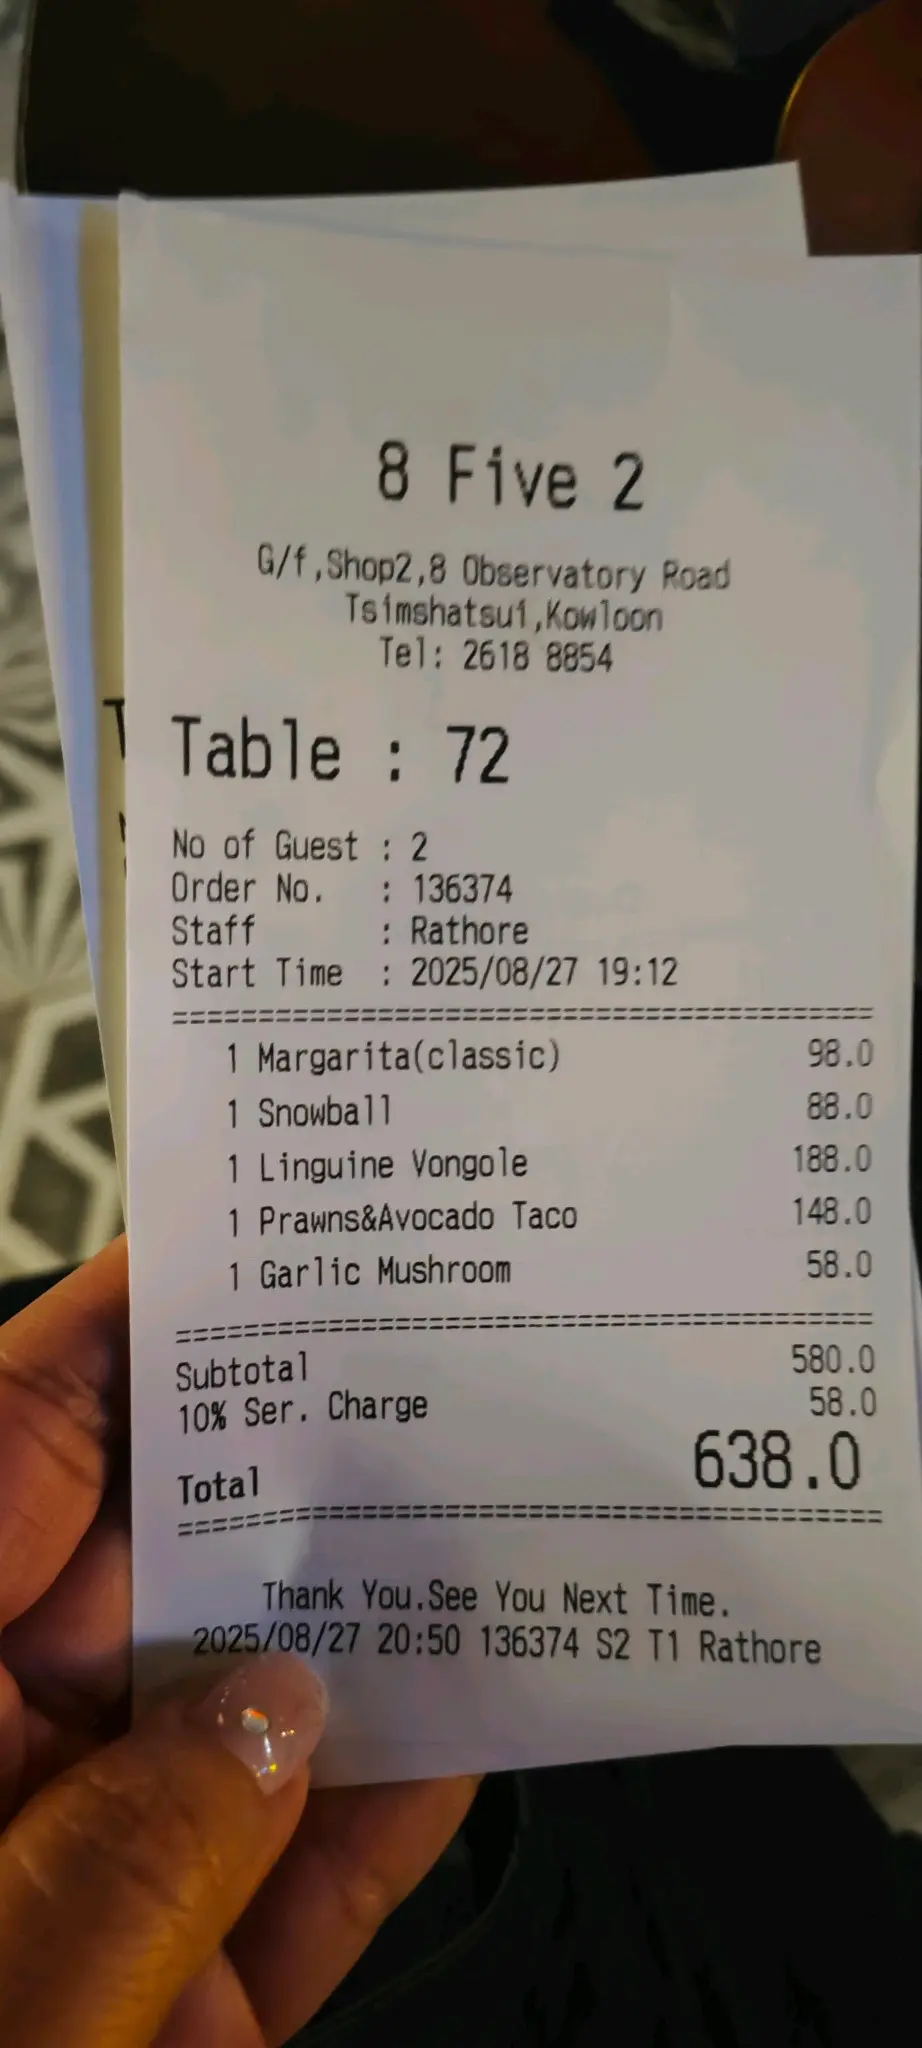 8 Five 2
G/f,Shop2,8 Observatory Road
Tsimshatsui,Kowloon
Tel: 2618 8854
Table : 72
No of Guest : 2
Order No. : 136374
Staff : Rathore
Start Time : 2025/08/27 19:12
========================================
1 Margarita(classic) 98.0
1 Snowball 88.0
1 Linguine Vongole 188.0
1 Prawns&Avocado Taco 148.0
1 Garlic Mushroom 58.0
========================================
Subtotal 580.0
10% Ser. Charge 58.0
Total 638.0
========================================
Thank You.See You Next Time.
2025/08/27 20:50 136374 S2 T1 Rathore